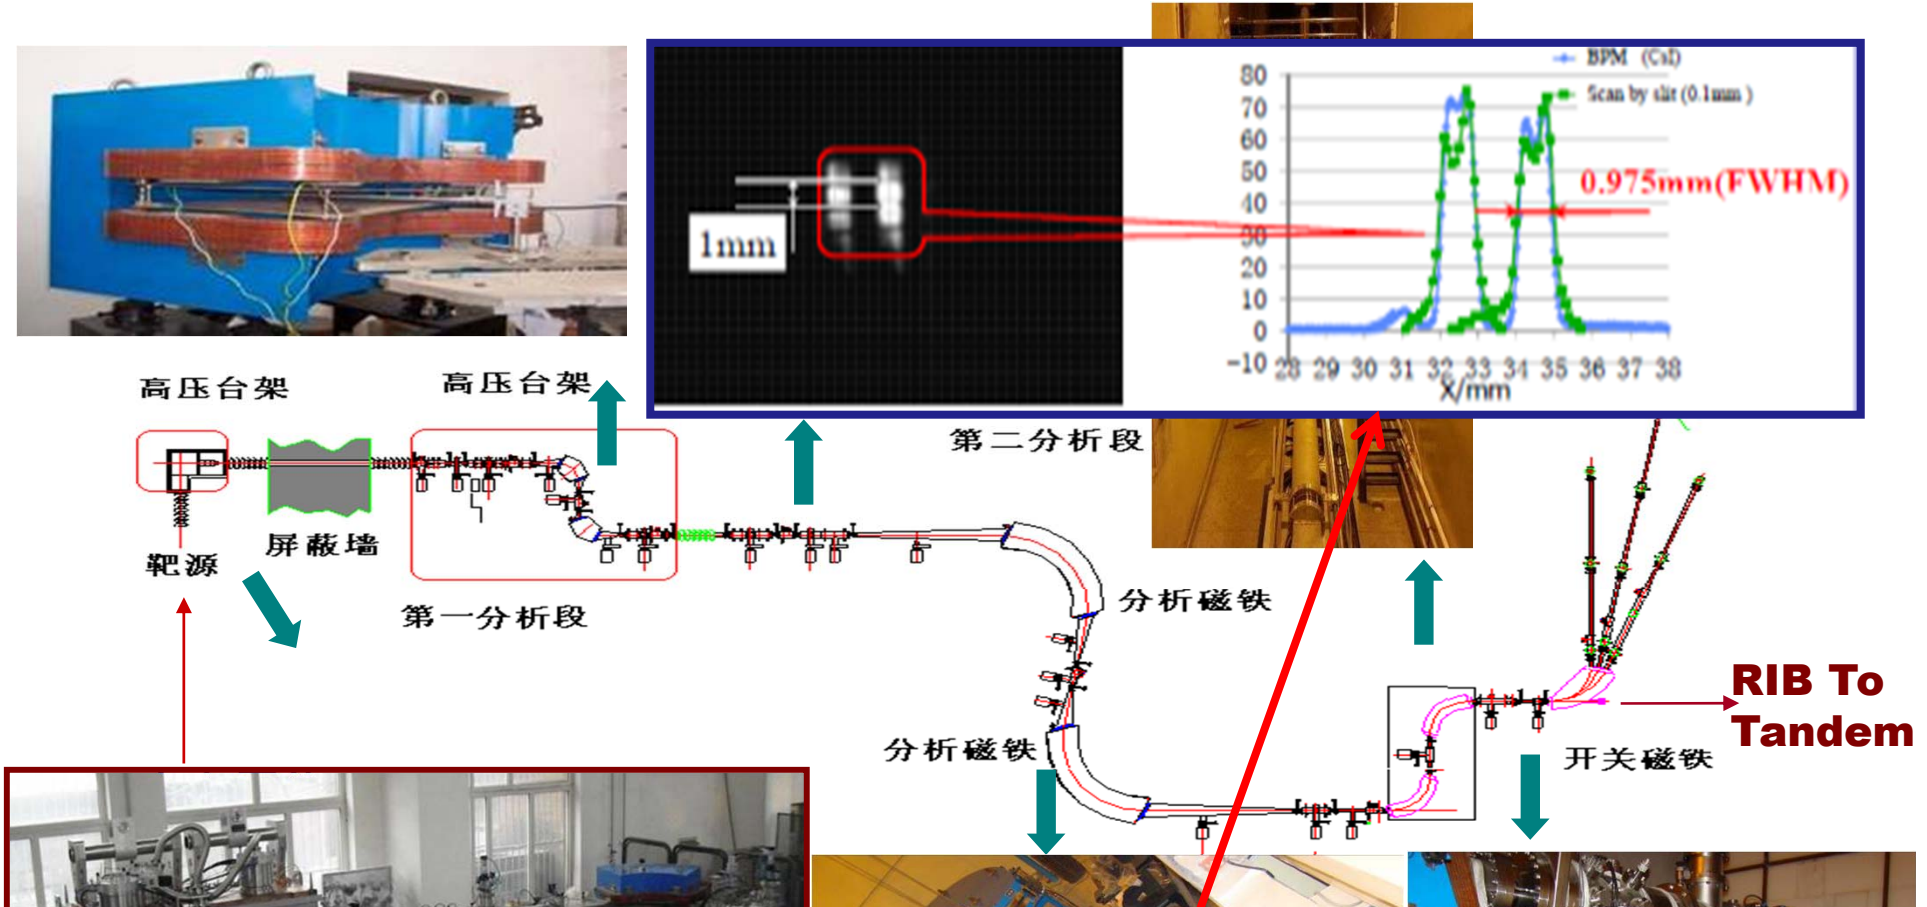 BPM (CsI)
Scan by slit (0.1mm )
80
70
60
50
40
30
20
10
0
-10
28 29 30 31 32 33 34 35 36 37 38
X/mm
0.975mm(FWHM)
1mm
高压台架
高压台架
第二分析段
屏蔽墙
靶源
第一分析段
分析磁铁
分析磁铁
RIB To
Tandem
开关磁铁